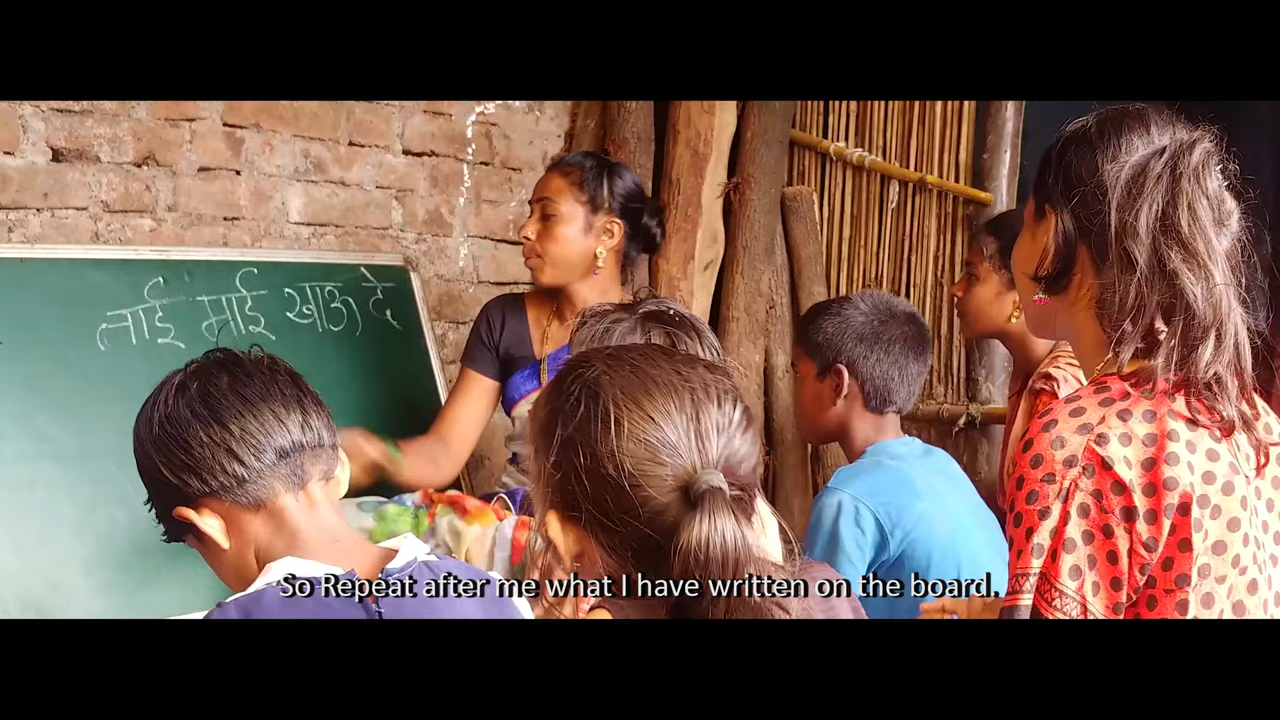 लाई माई खाऊ दे
So Repeat after me what I have written on the board.